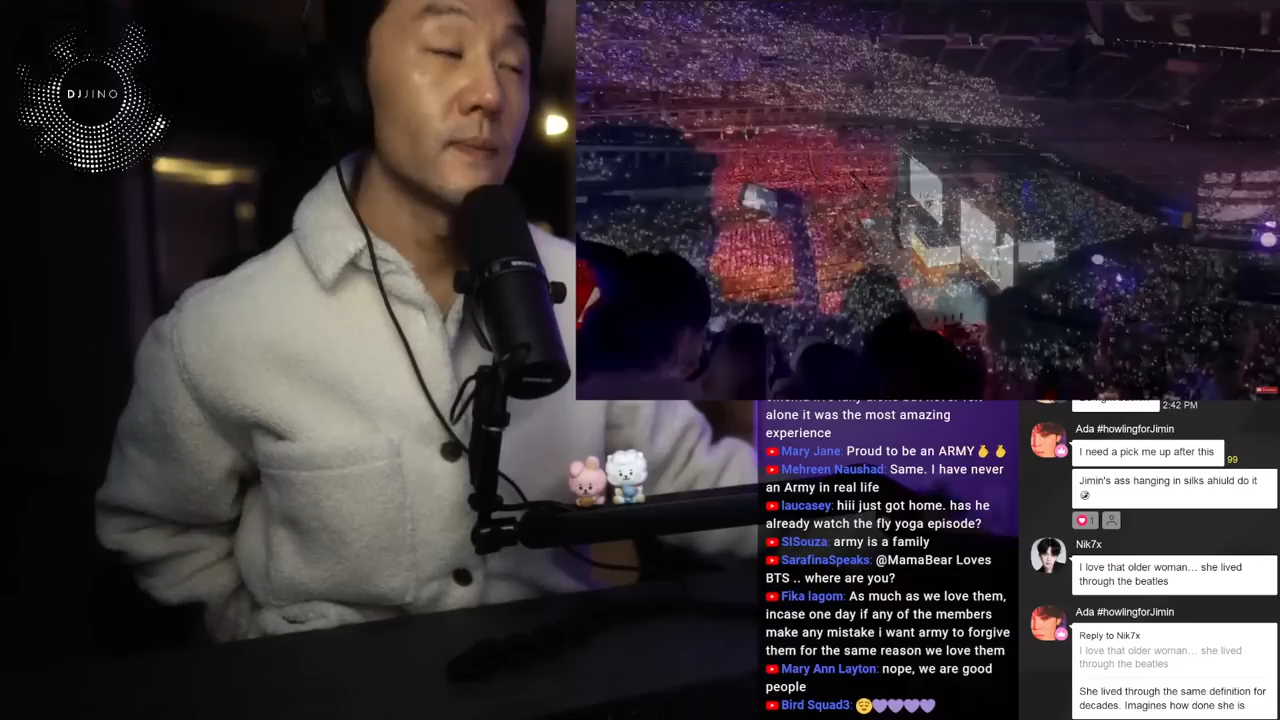 DJJINO
alone it was the most amazing
experience
Mary Jane: Proud to be an ARMY
Mehreen Naushad: Same. I have never
an Army in real life
laucasey: hiii just got home. has he
already watch the fly yoga episode?
SISouza: army is a family
SarafinaSpeaks: @MamaBear Loves
BTS .. where are you?
Fika lagom: As much as we love them,
incase one day if any of the members
make any mistake i want army to forgive
them for the same reason we love them
Mary Ann Layton: nope, we are good
people
Bird Squad3: 😌💜💜💜💜
2:42 PM
Ada #howlingforJimin
I need a pick me up after this
99
Jimin's ass hanging in silks ahiuld do it
1
Nik7x
I love that older woman… she lived
through the beatles
Ada #howlingforJimin
Reply to Nik7x
I love that older woman… she lived
through the beatles
She lived through the same definition for
decades. Imagines how done she is